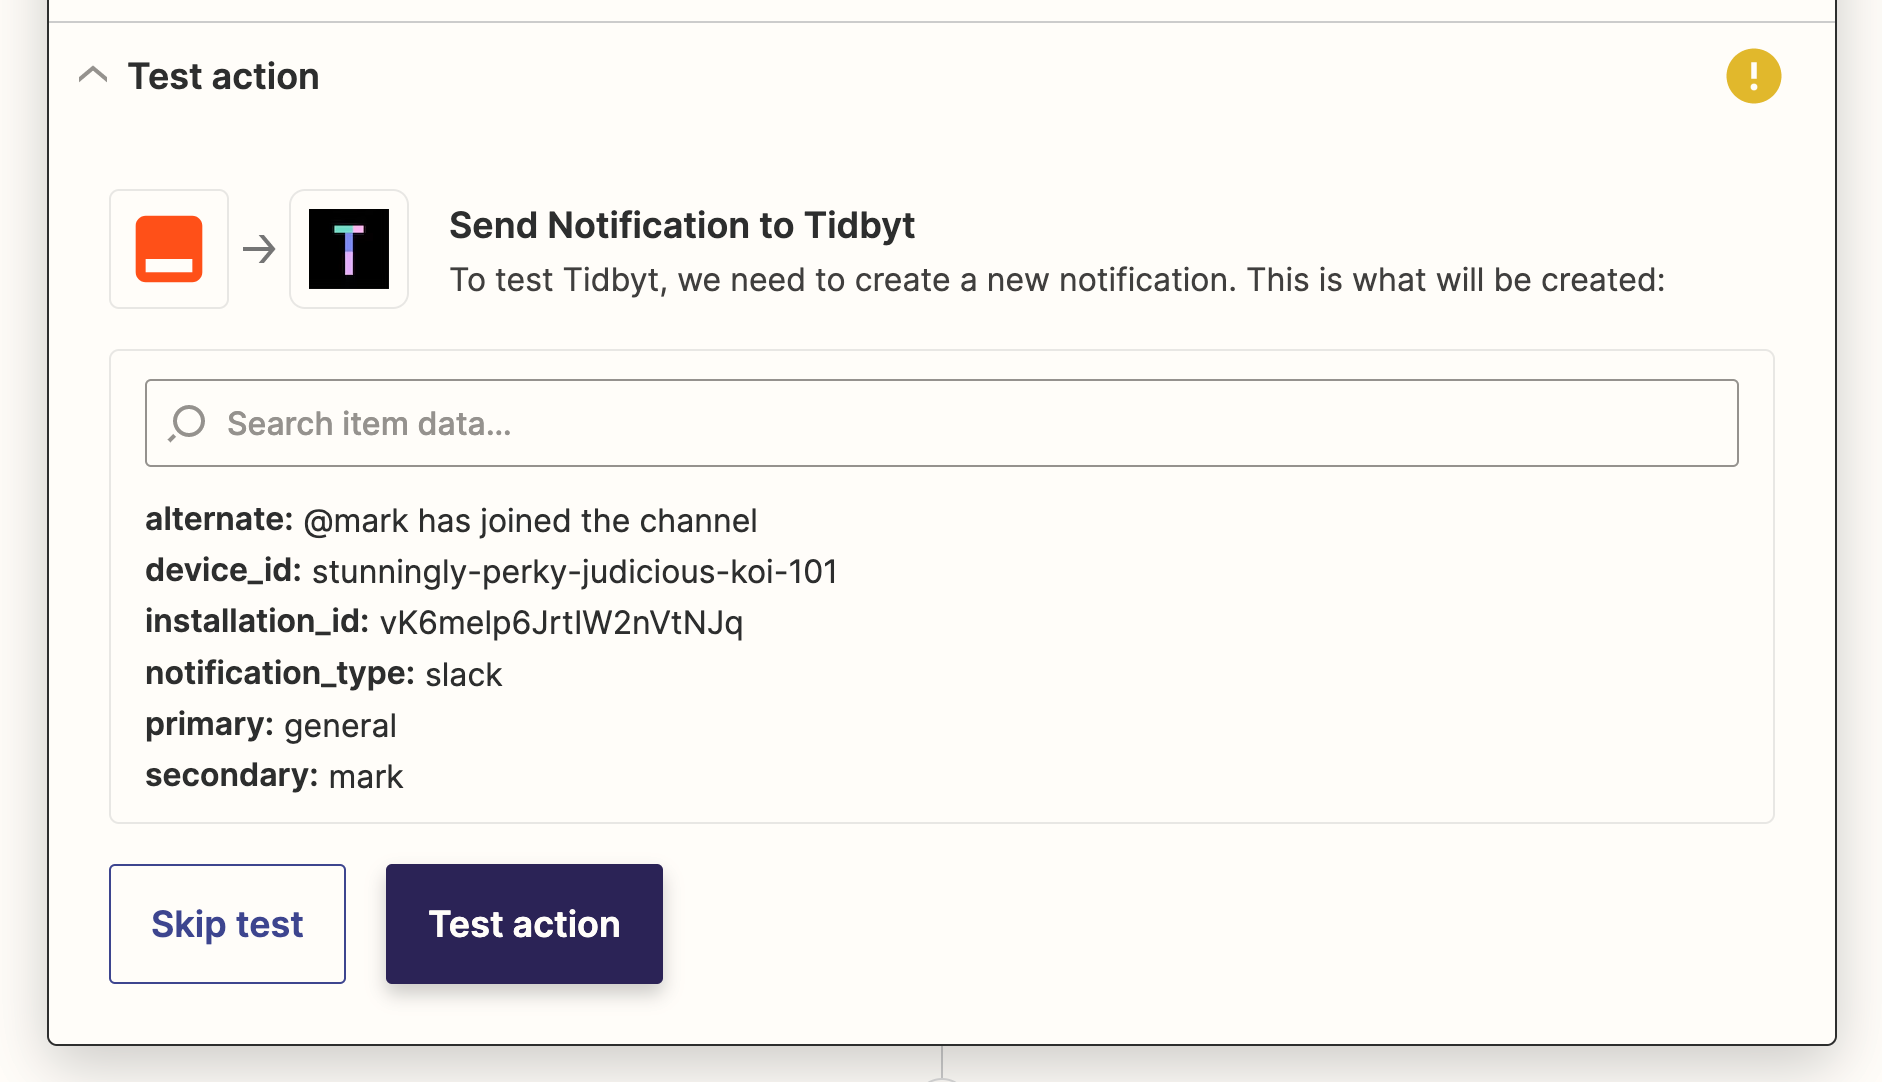 Test action
!
T
Send Notification to Tidbyt
To test Tidbyt, we need to create a new notification. This is what will be created:
Search item data...
alternate: @mark has joined the channel
device_id: stunningly-perky-judicious-koi-101
installation_id: vK6melp6JrtlW2nVtNJq
notification_type: slack
primary: general
secondary: mark
Skip test
Test action